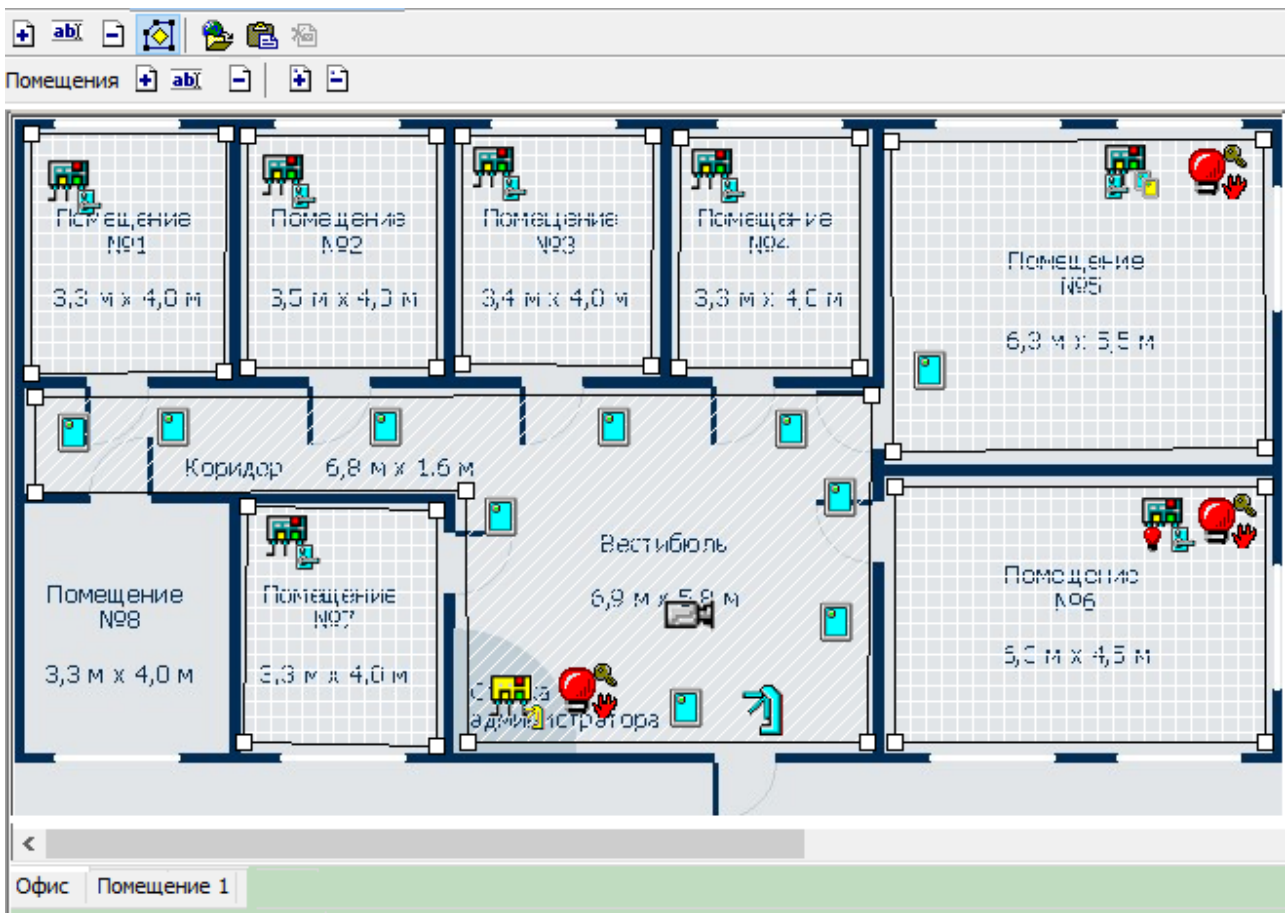 abI
Помещения
abI
Помещение
№1
3,3 м x 4,0 м
Помещение
№2
3,5 м x 4,0 м
Помещение
№3
3,4 м x 4,0 м
Помещение
№4
3,3 м x 4,0 м
Помещение
№5
6,3 м x 5,5 м
Коридор 6,8 м x 1.6 м
Вестибюль
6,9 м x 5,8 м
Помещение
№8
3,3 м x 4,0 м
Помещение
№7
3,3 м x 4,0 м
администратора
Помещение
№6
x 4,5 м
Офис
Помещение 1